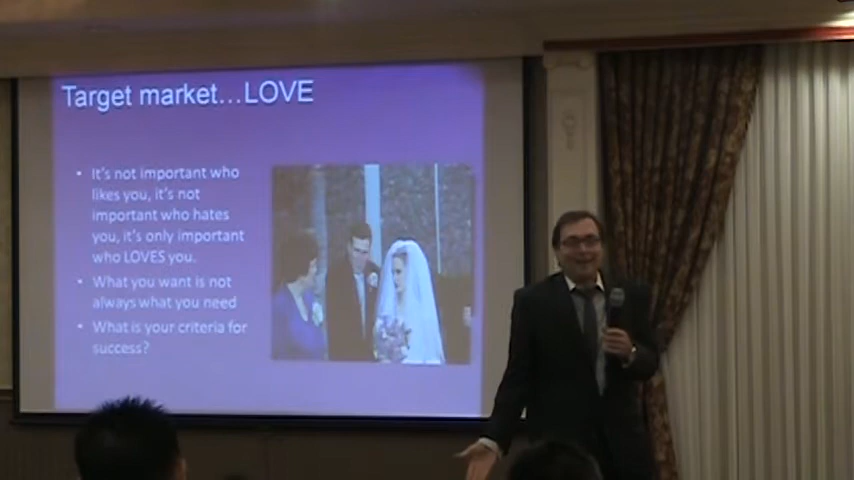 Target market...LOVE
• It's not important who
likes you, it's not
important who hates
you, it's only important
who LOVES you.
• What you want is not
always what you need
• What is your criteria for
success?